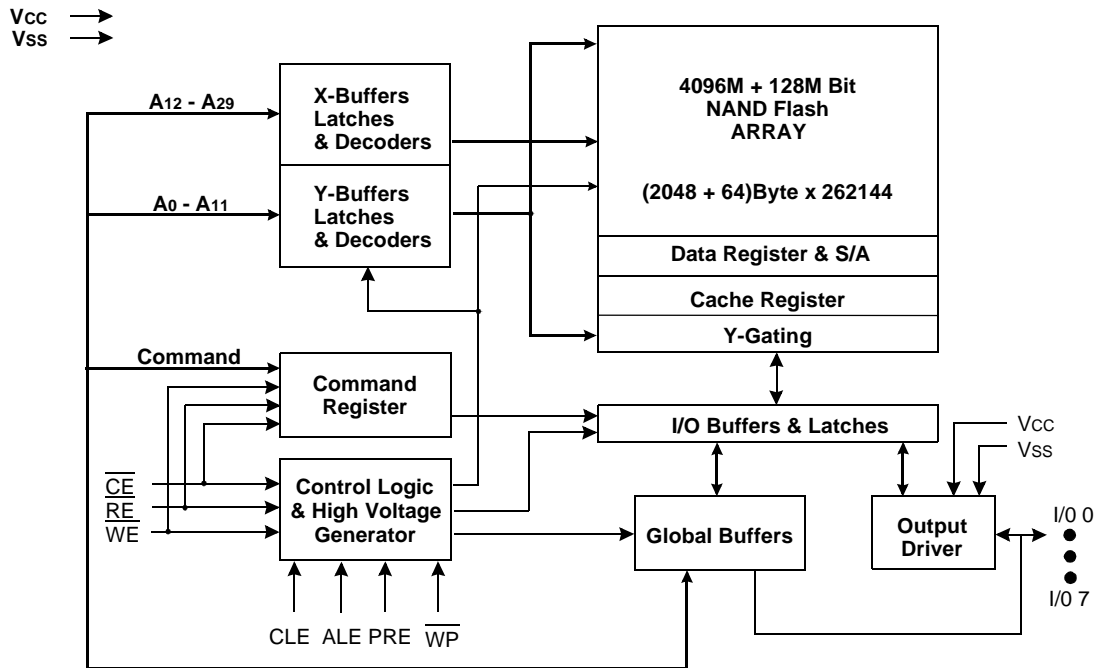 VCC
VSS
A12 - A29
X-Buffers
Latches
& Decoders
A0 - A11
Y-Buffers
Latches
& Decoders
4096M + 128M Bit
NAND Flash
ARRAY
(2048 + 64)Byte x 262144
Data Register & S/A
Cache Register
Y-Gating
Command
Command
Register
I/O Buffers & Latches
VCC
VSS
CE
RE
WE
Control Logic
& High Voltage
Generator
Global Buffers
Output
Driver
I/0 0
I/0 7
CLE ALE PRE WP